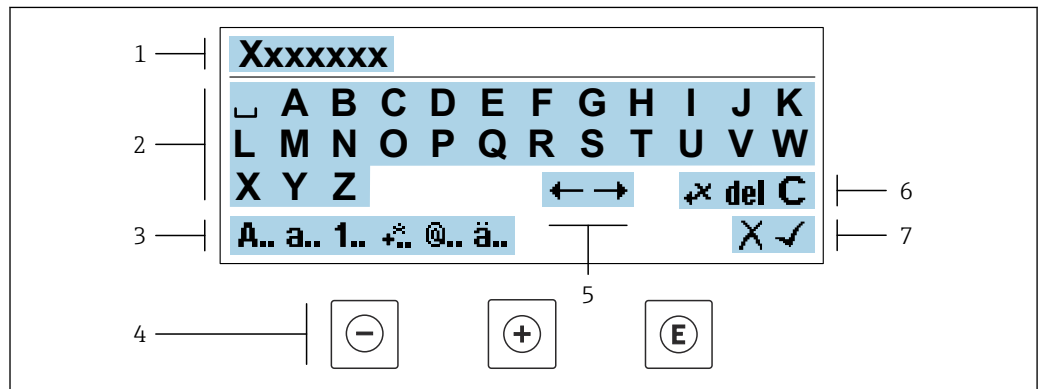 1 Xxxxxxx
2
␣ A B C D E F G H I J K
L M N O P Q R S T U V W
X Y Z ← → +x del C 6
3 A.. a.. 1.. +*.. @.. ä.. X ✓ 7
5
4 − + E